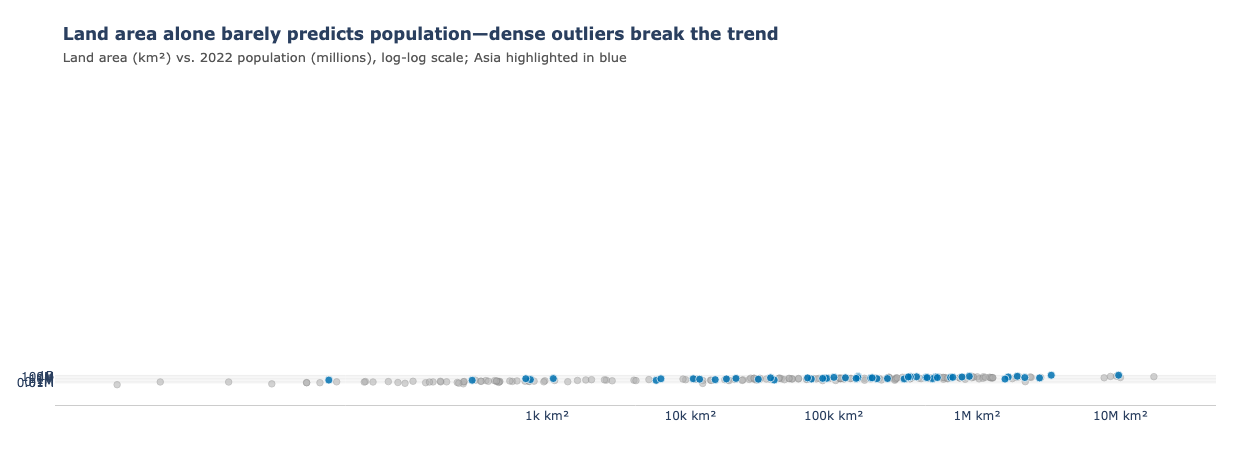 Land area alone barely predicts population—dense outliers break the trend
Land area (km²) vs. 2022 population (millions), log-log scale; Asia highlighted in blue
1k km²
10k km²
100k km²
1M km²
10M km²